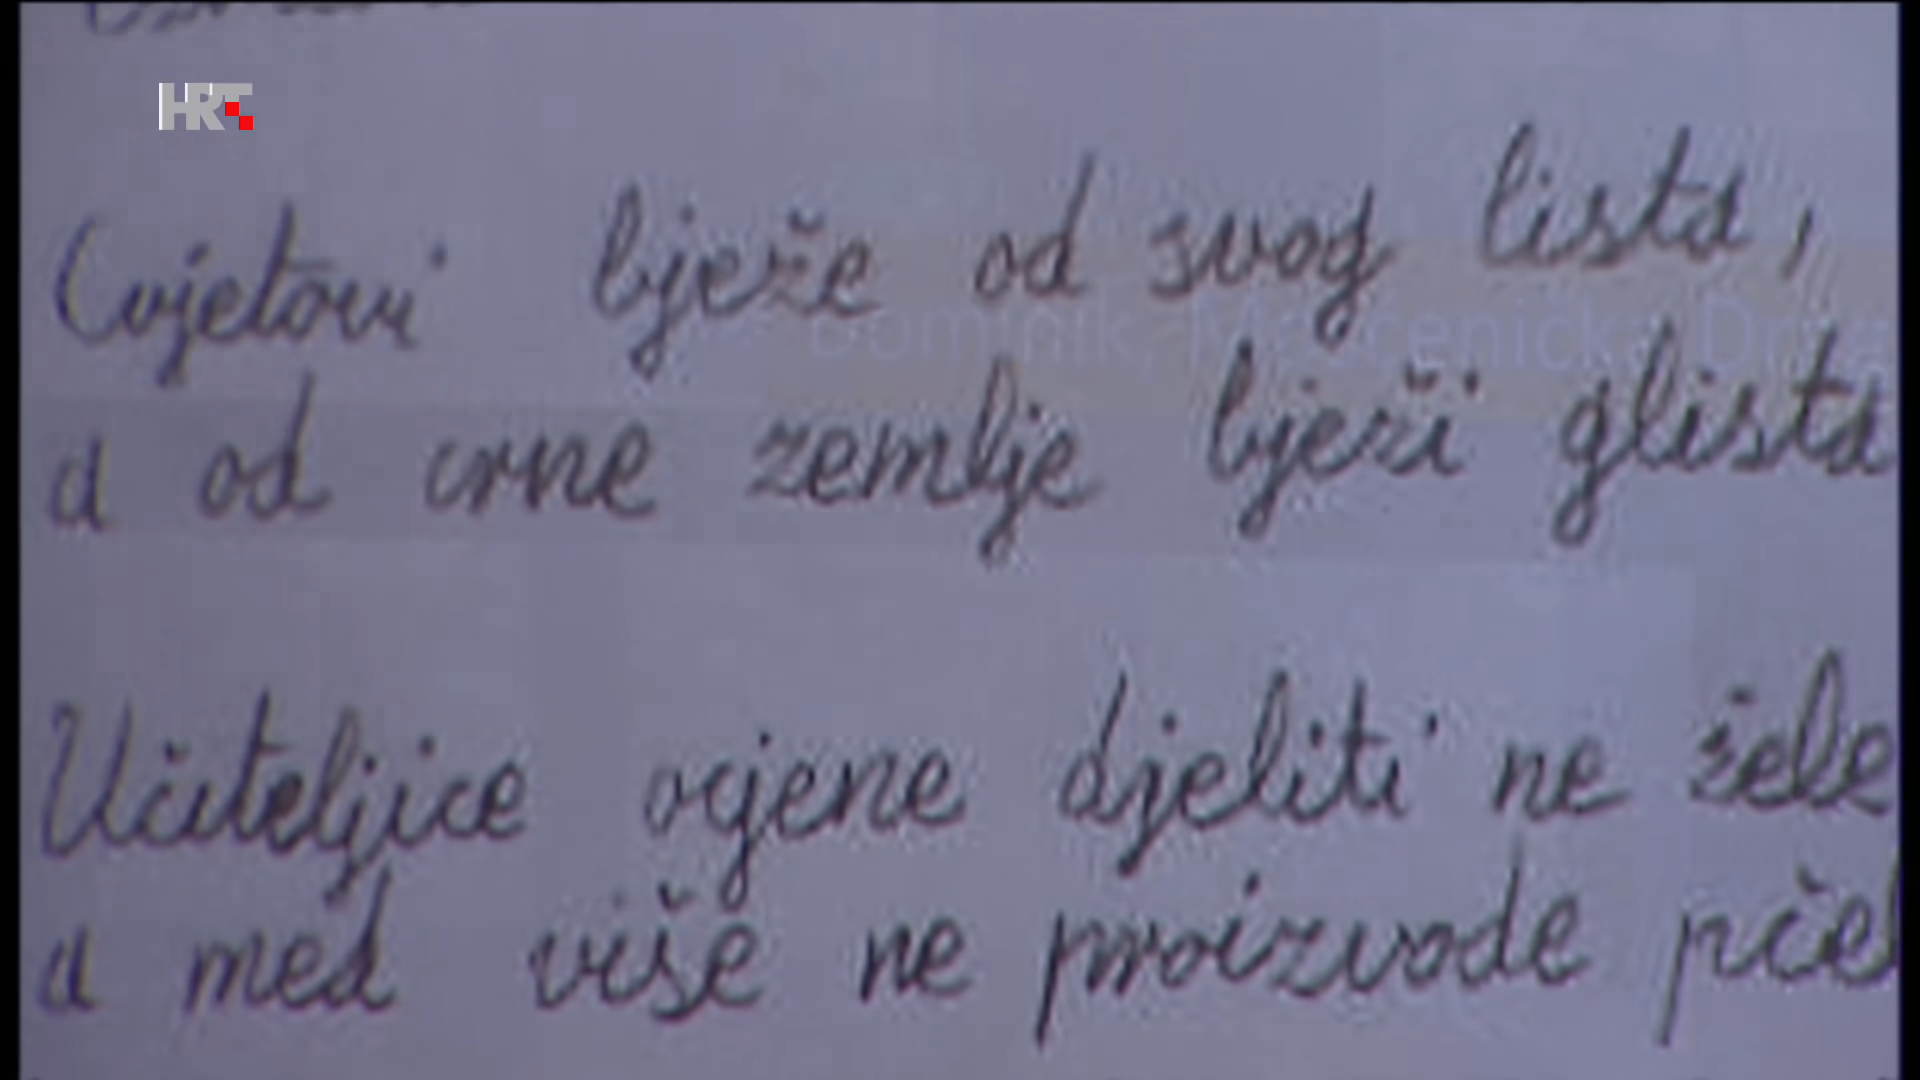 HRT
Cvjetovi bježe od svog lista,
a od crne zemlje bježi glista
Učiteljice ocjene djeliti ne žele
a med više ne proizvode pčel